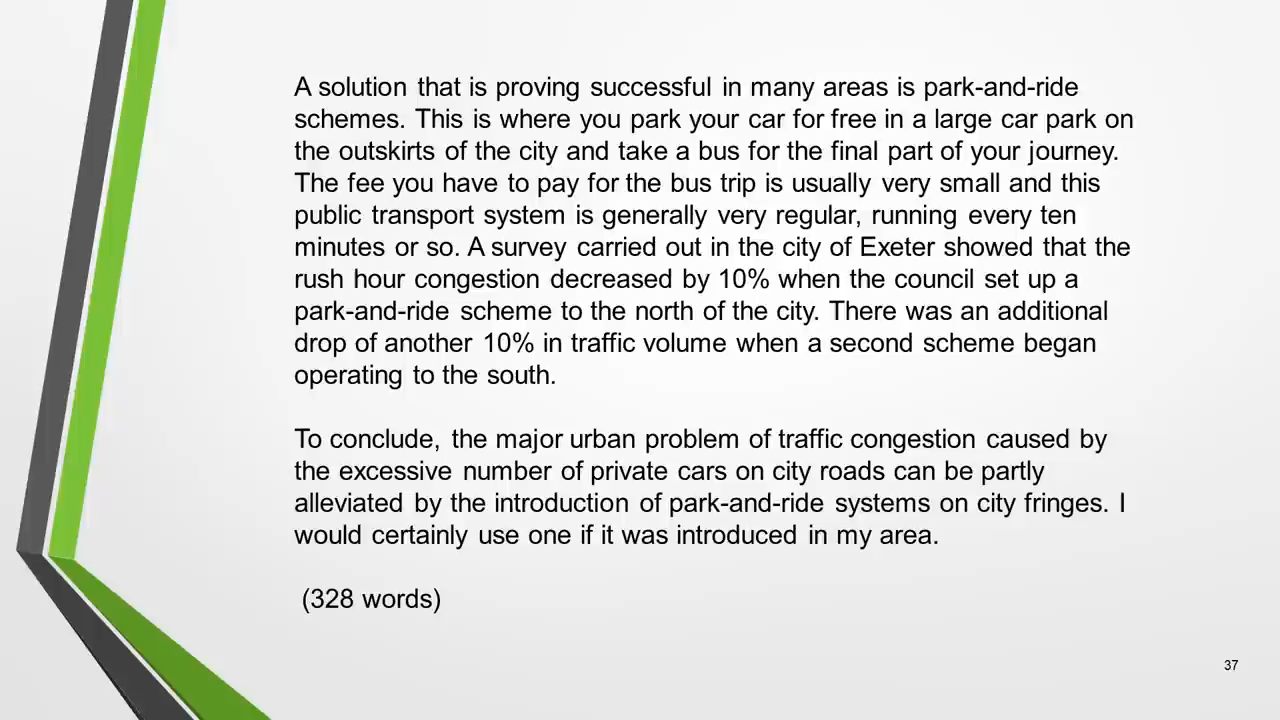 A solution that is proving successful in many areas is park-and-ride
schemes. This is where you park your car for free in a large car park on
the outskirts of the city and take a bus for the final part of your journey.
The fee you have to pay for the bus trip is usually very small and this
public transport system is generally very regular, running every ten
minutes or so. A survey carried out in the city of Exeter showed that the
rush hour congestion decreased by 10% when the council set up a
park-and-ride scheme to the north of the city. There was an additional
drop of another 10% in traffic volume when a second scheme began
operating to the south.
To conclude, the major urban problem of traffic congestion caused by
the excessive number of private cars on city roads can be partly
alleviated by the introduction of park-and-ride systems on city fringes. I
would certainly use one if it was introduced in my area.
(328 words)
37